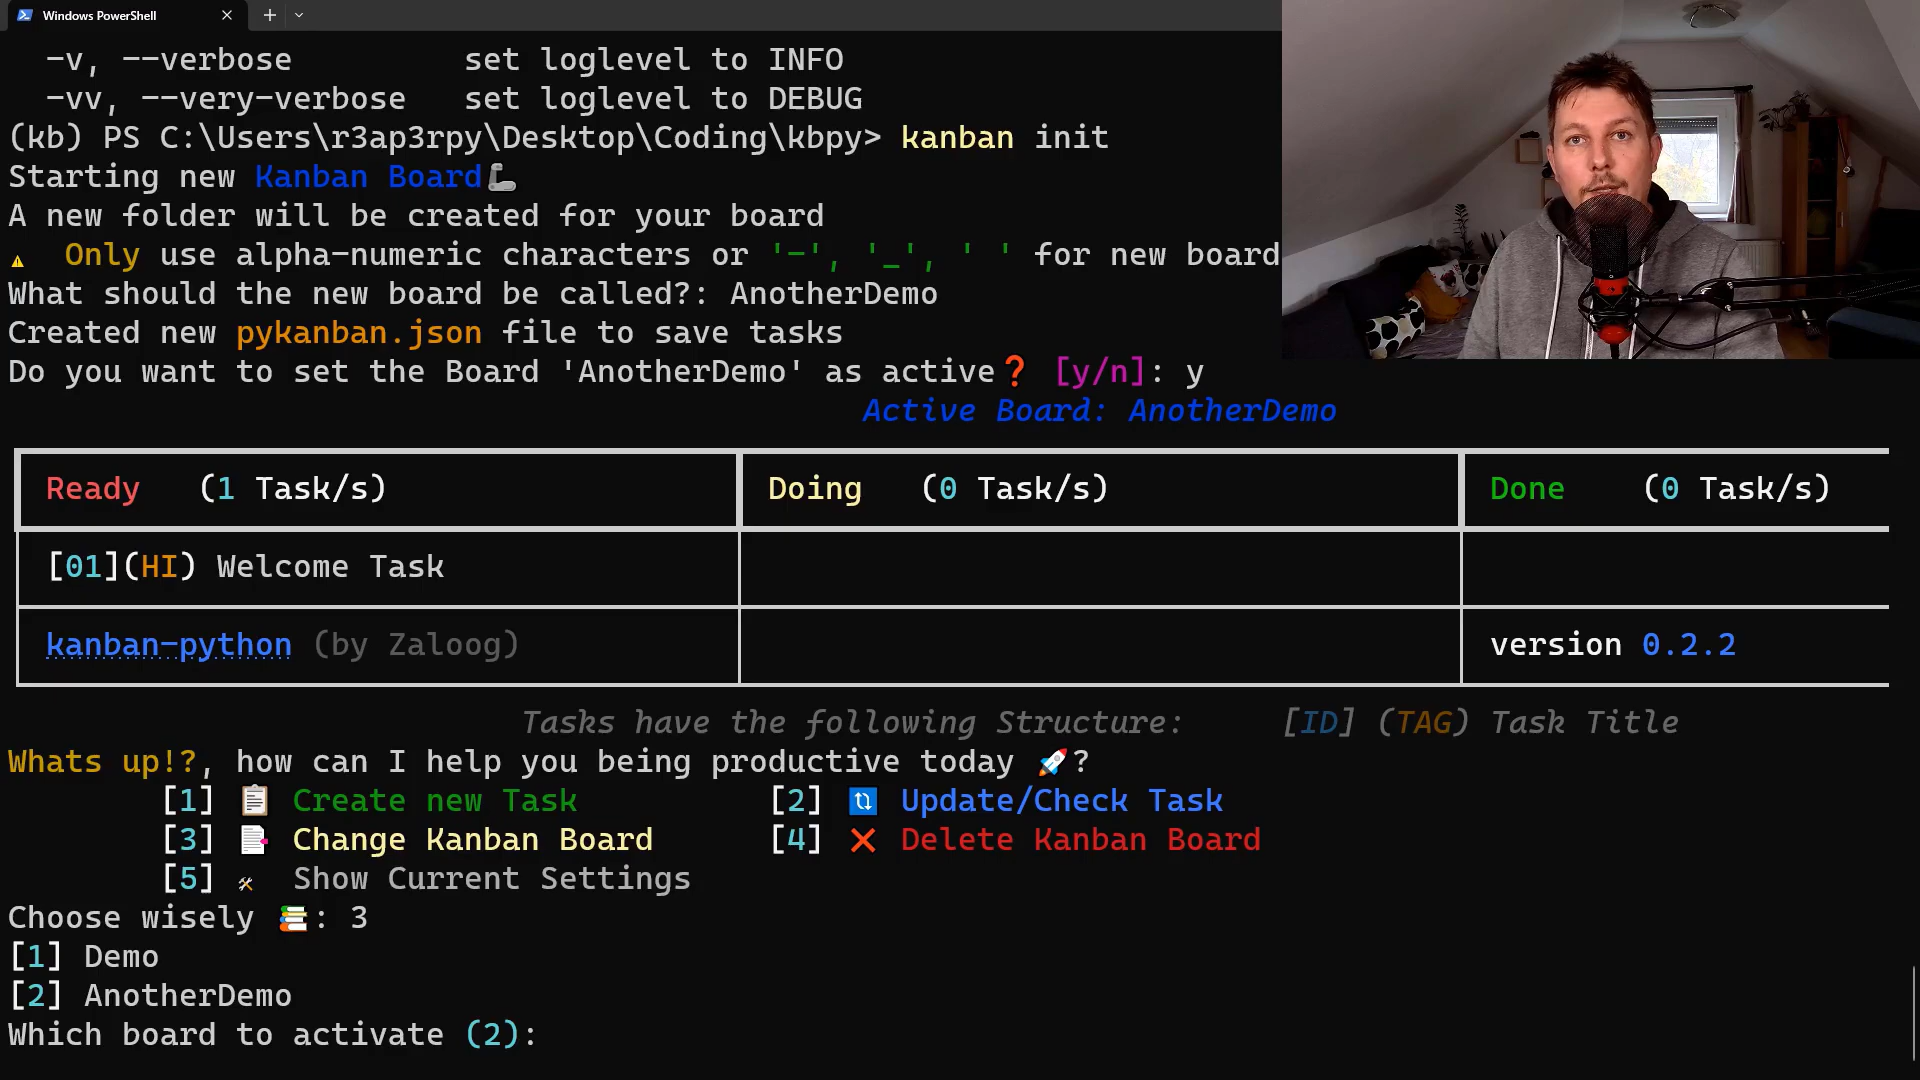 Windows PowerShell
-v, --verbose set loglevel to INFO
-vv, --very-verbose set loglevel to DEBUG
(kb) PS C:\Users\r3ap3rpy\Desktop\Coding\kbpy> kanban init
Starting new Kanban Board
A new folder will be created for your board
Only use alpha-numeric characters or '-', '_', ' ' for new board
What should the new board be called?: AnotherDemo
Created new pykanban.json file to save tasks
Do you want to set the Board 'AnotherDemo' as active❓ [y/n]: y
Active Board: AnotherDemo
Ready (1 Task/s) Doing (0 Task/s) Done (0 Task/s)
[01](HI) Welcome Task
kanban-python (by Zaloog) version 0.2.2
Tasks have the following Structure: [ID] (TAG) Task Title
Whats up!?, how can I help you being productive today 🚀?
[1] 📋 Create new Task [2] 🔃 Update/Check Task
[3] 📑 Change Kanban Board [4] ❌ Delete Kanban Board
[5] 🛠 Show Current Settings
Choose wisely 📚: 3
[1] Demo
[2] AnotherDemo
Which board to activate (2):